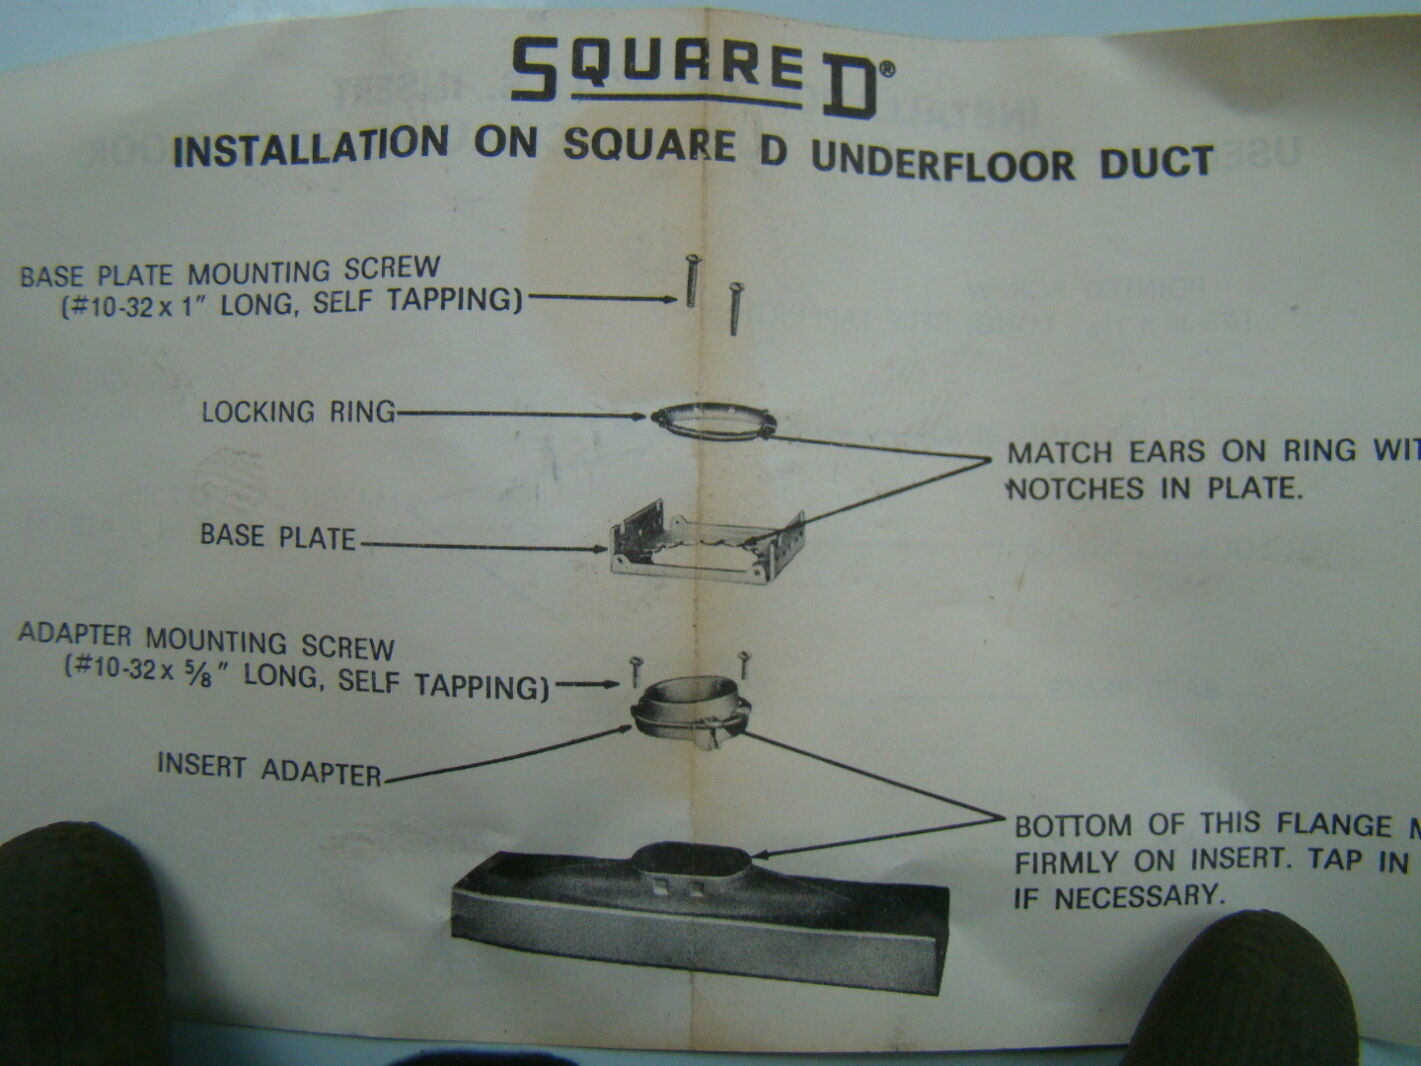 SQUARE D®
INSTALLATION ON SQUARE D UNDERFLOOR DUCT
BASE PLATE MOUNTING SCREW
(#10-32 x 1" LONG, SELF TAPPING)
LOCKING RING
MATCH EARS ON RING WIT
NOTCHES IN PLATE.
BASE PLATE
ADAPTER MOUNTING SCREW
(#10-32 x 5/8" LONG, SELF TAPPING)
INSERT ADAPTER
BOTTOM OF THIS FLANGE
FIRMLY ON INSERT. TAP IN
IF NECESSARY.